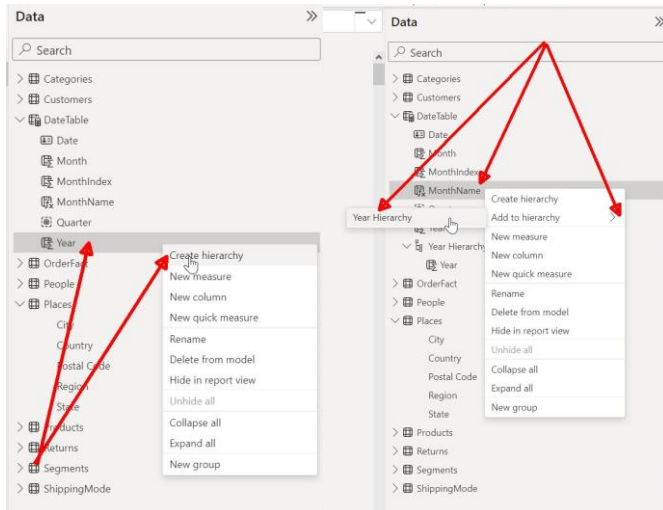 Data
Search
Categories
Customers
DateTable
Date
Month
MonthIndex
MonthName
Quarter
Year
OrderFact
People
Places
City
Country
Postal Code
Region
State
Products
Returns
Segments
ShippingMode
Create hierarchy
New measure
New column
New quick measure
Rename
Delete from model
Hide in report view
Unhide all
Collapse all
Expand all
New group
Data
Search
Categories
Customers
DateTable
Date
Month
MonthIndex
MonthName
Year
Year Hierarchy
Year
OrderFact
People
Places
City
Country
Postal Code
Region
State
Products
Returns
Segments
ShippingMode
Year Hierarchy
Create hierarchy
Add to hierarchy
New measure
New column
New quick measure
Rename
Delete from model
Hide in report view
Unhide all
Collapse all
Expand all
New group